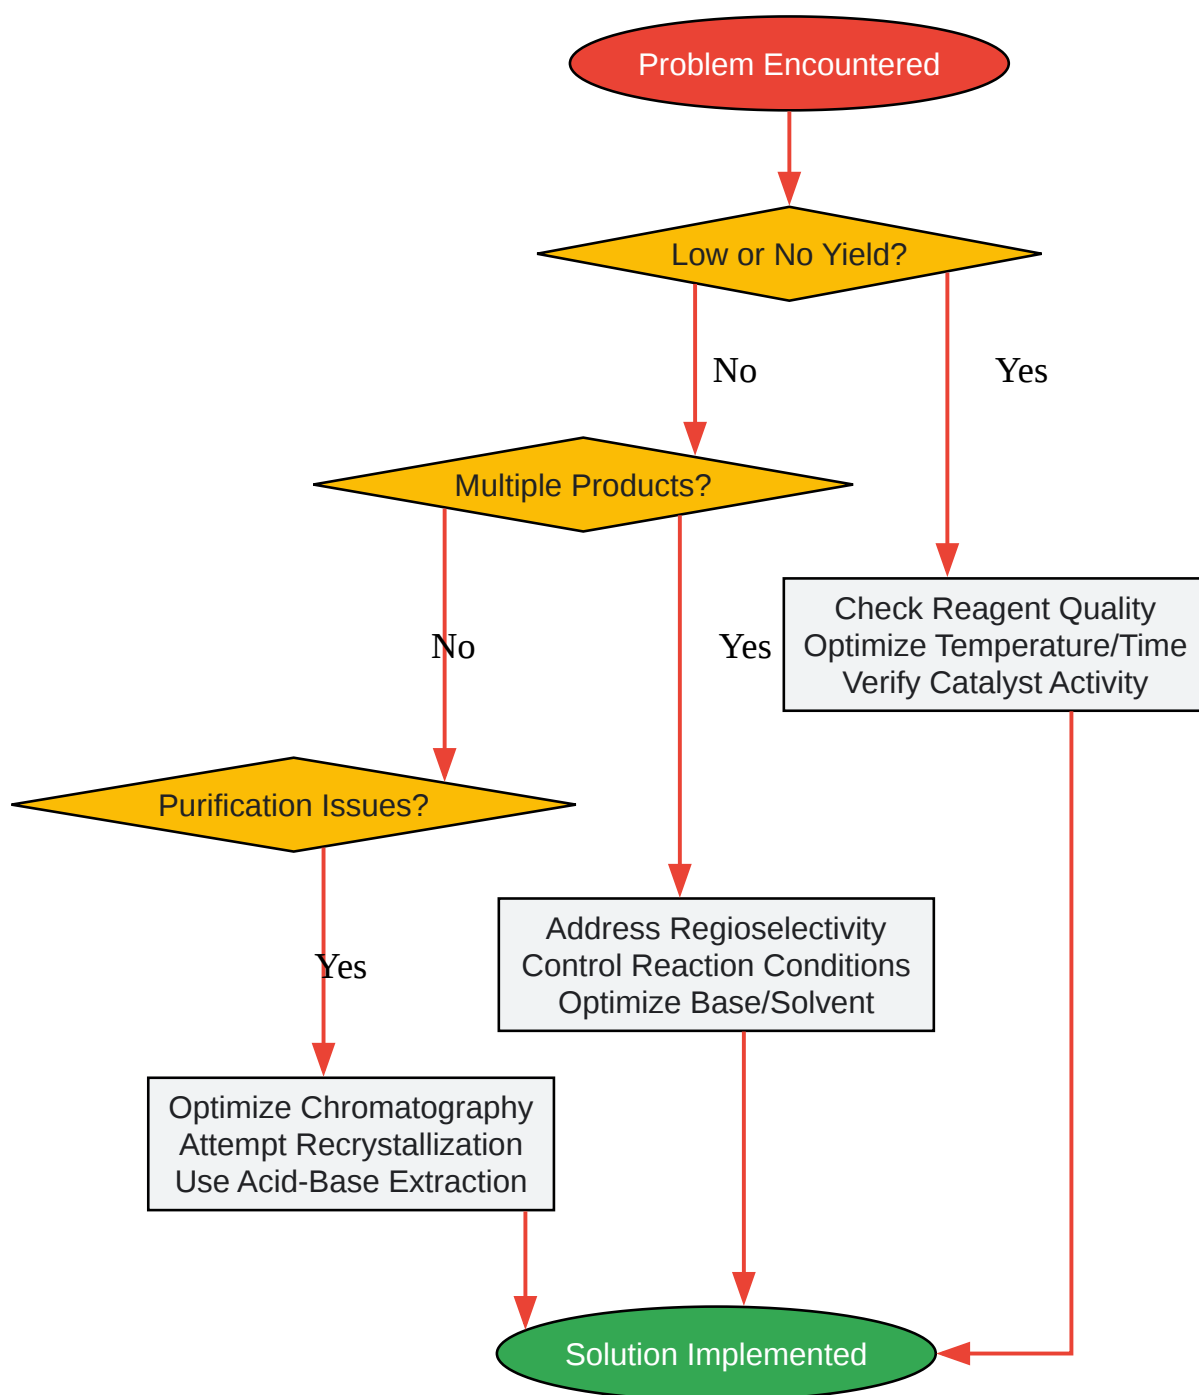 Problem Encountered
Low or No Yield?
No
Yes
Multiple Products?
Check Reagent Quality
Optimize Temperature/Time
Verify Catalyst Activity
No
Yes
Purification Issues?
Address Regioselectivity
Control Reaction Conditions
Optimize Base/Solvent
Yes
Optimize Chromatography
Attempt Recrystallization
Use Acid-Base Extraction
Solution Implemented